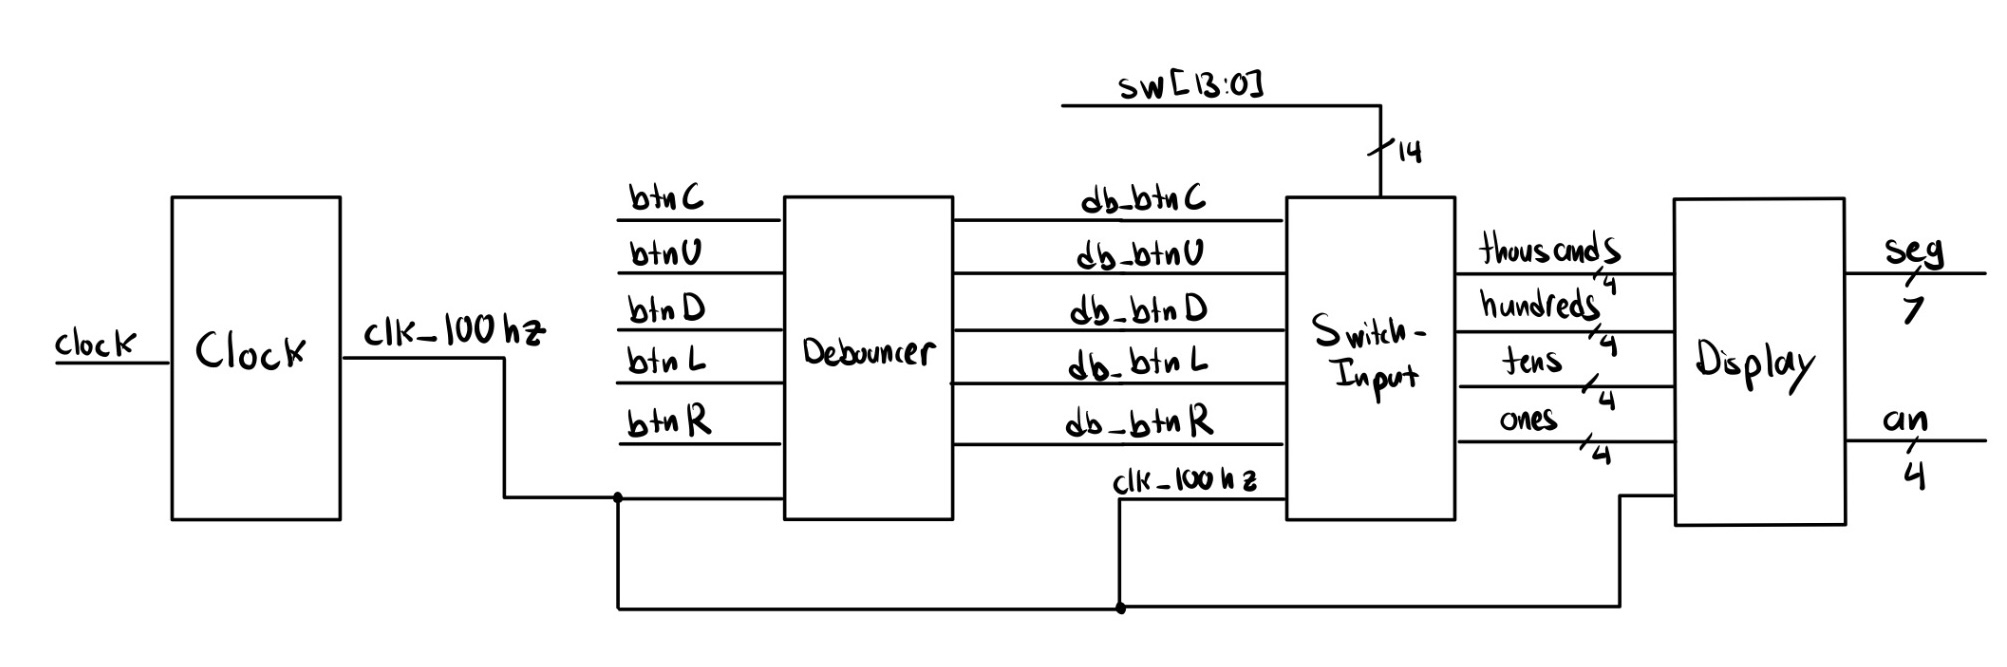 sw[13:0]
14
clock
Clock
clk_100hz
btnC
btnU
btnD
btnL
btnR
Debouncer
db_btnC
db_btnU
db_btnD
db_btnL
db_btnR
clk_100hz
Switch-
Input
thousands
4
hundreds
4
tens
4
ones
4
Display
seg
7
an
4